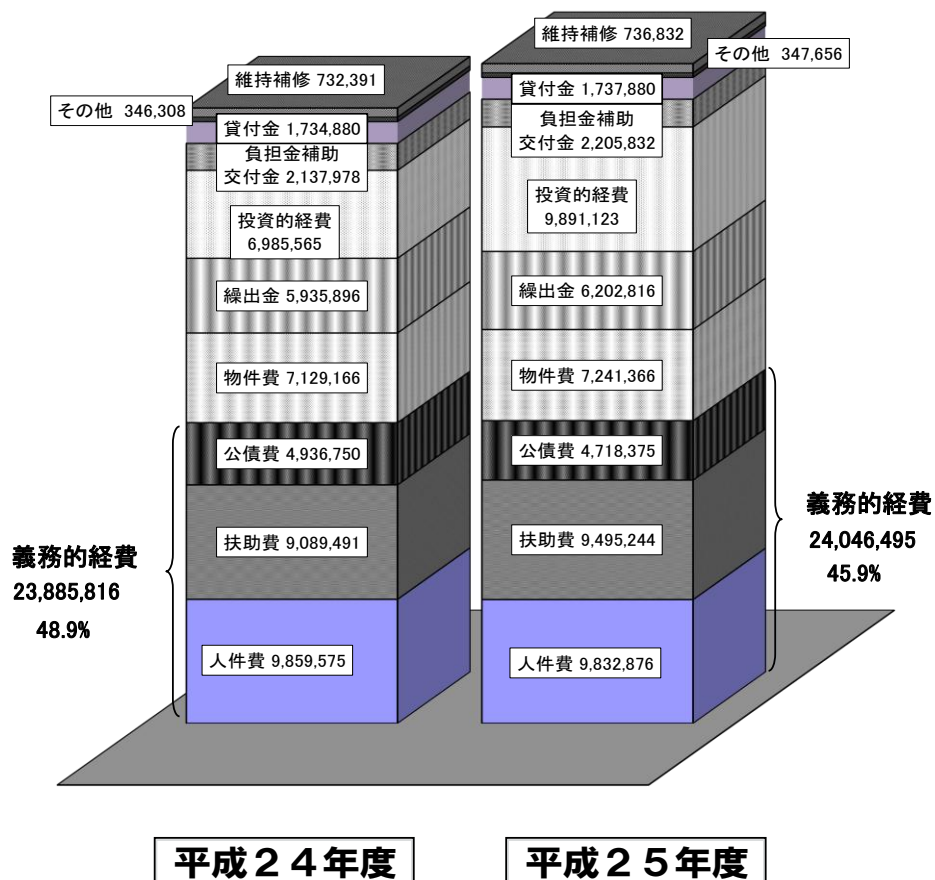 維持補修 732,391
その他 346,308
貸付金 1,734,880
負担金補助
交付金 2,137,978
投資的経費
6,985,565
繰出金 5,935,896
物件費 7,129,166
公債費 4,936,750
扶助費 9,089,491
人件費 9,859,575
義務的経費
23,885,816
48.9%
平成24年度
維持補修 736,832
その他 347,656
貸付金 1,737,880
負担金補助
交付金 2,205,832
投資的経費
9,891,123
繰出金 6,202,816
物件費 7,241,366
公債費 4,718,375
扶助費 9,495,244
人件費 9,832,876
義務的経費
24,046,495
45.9%
平成25年度